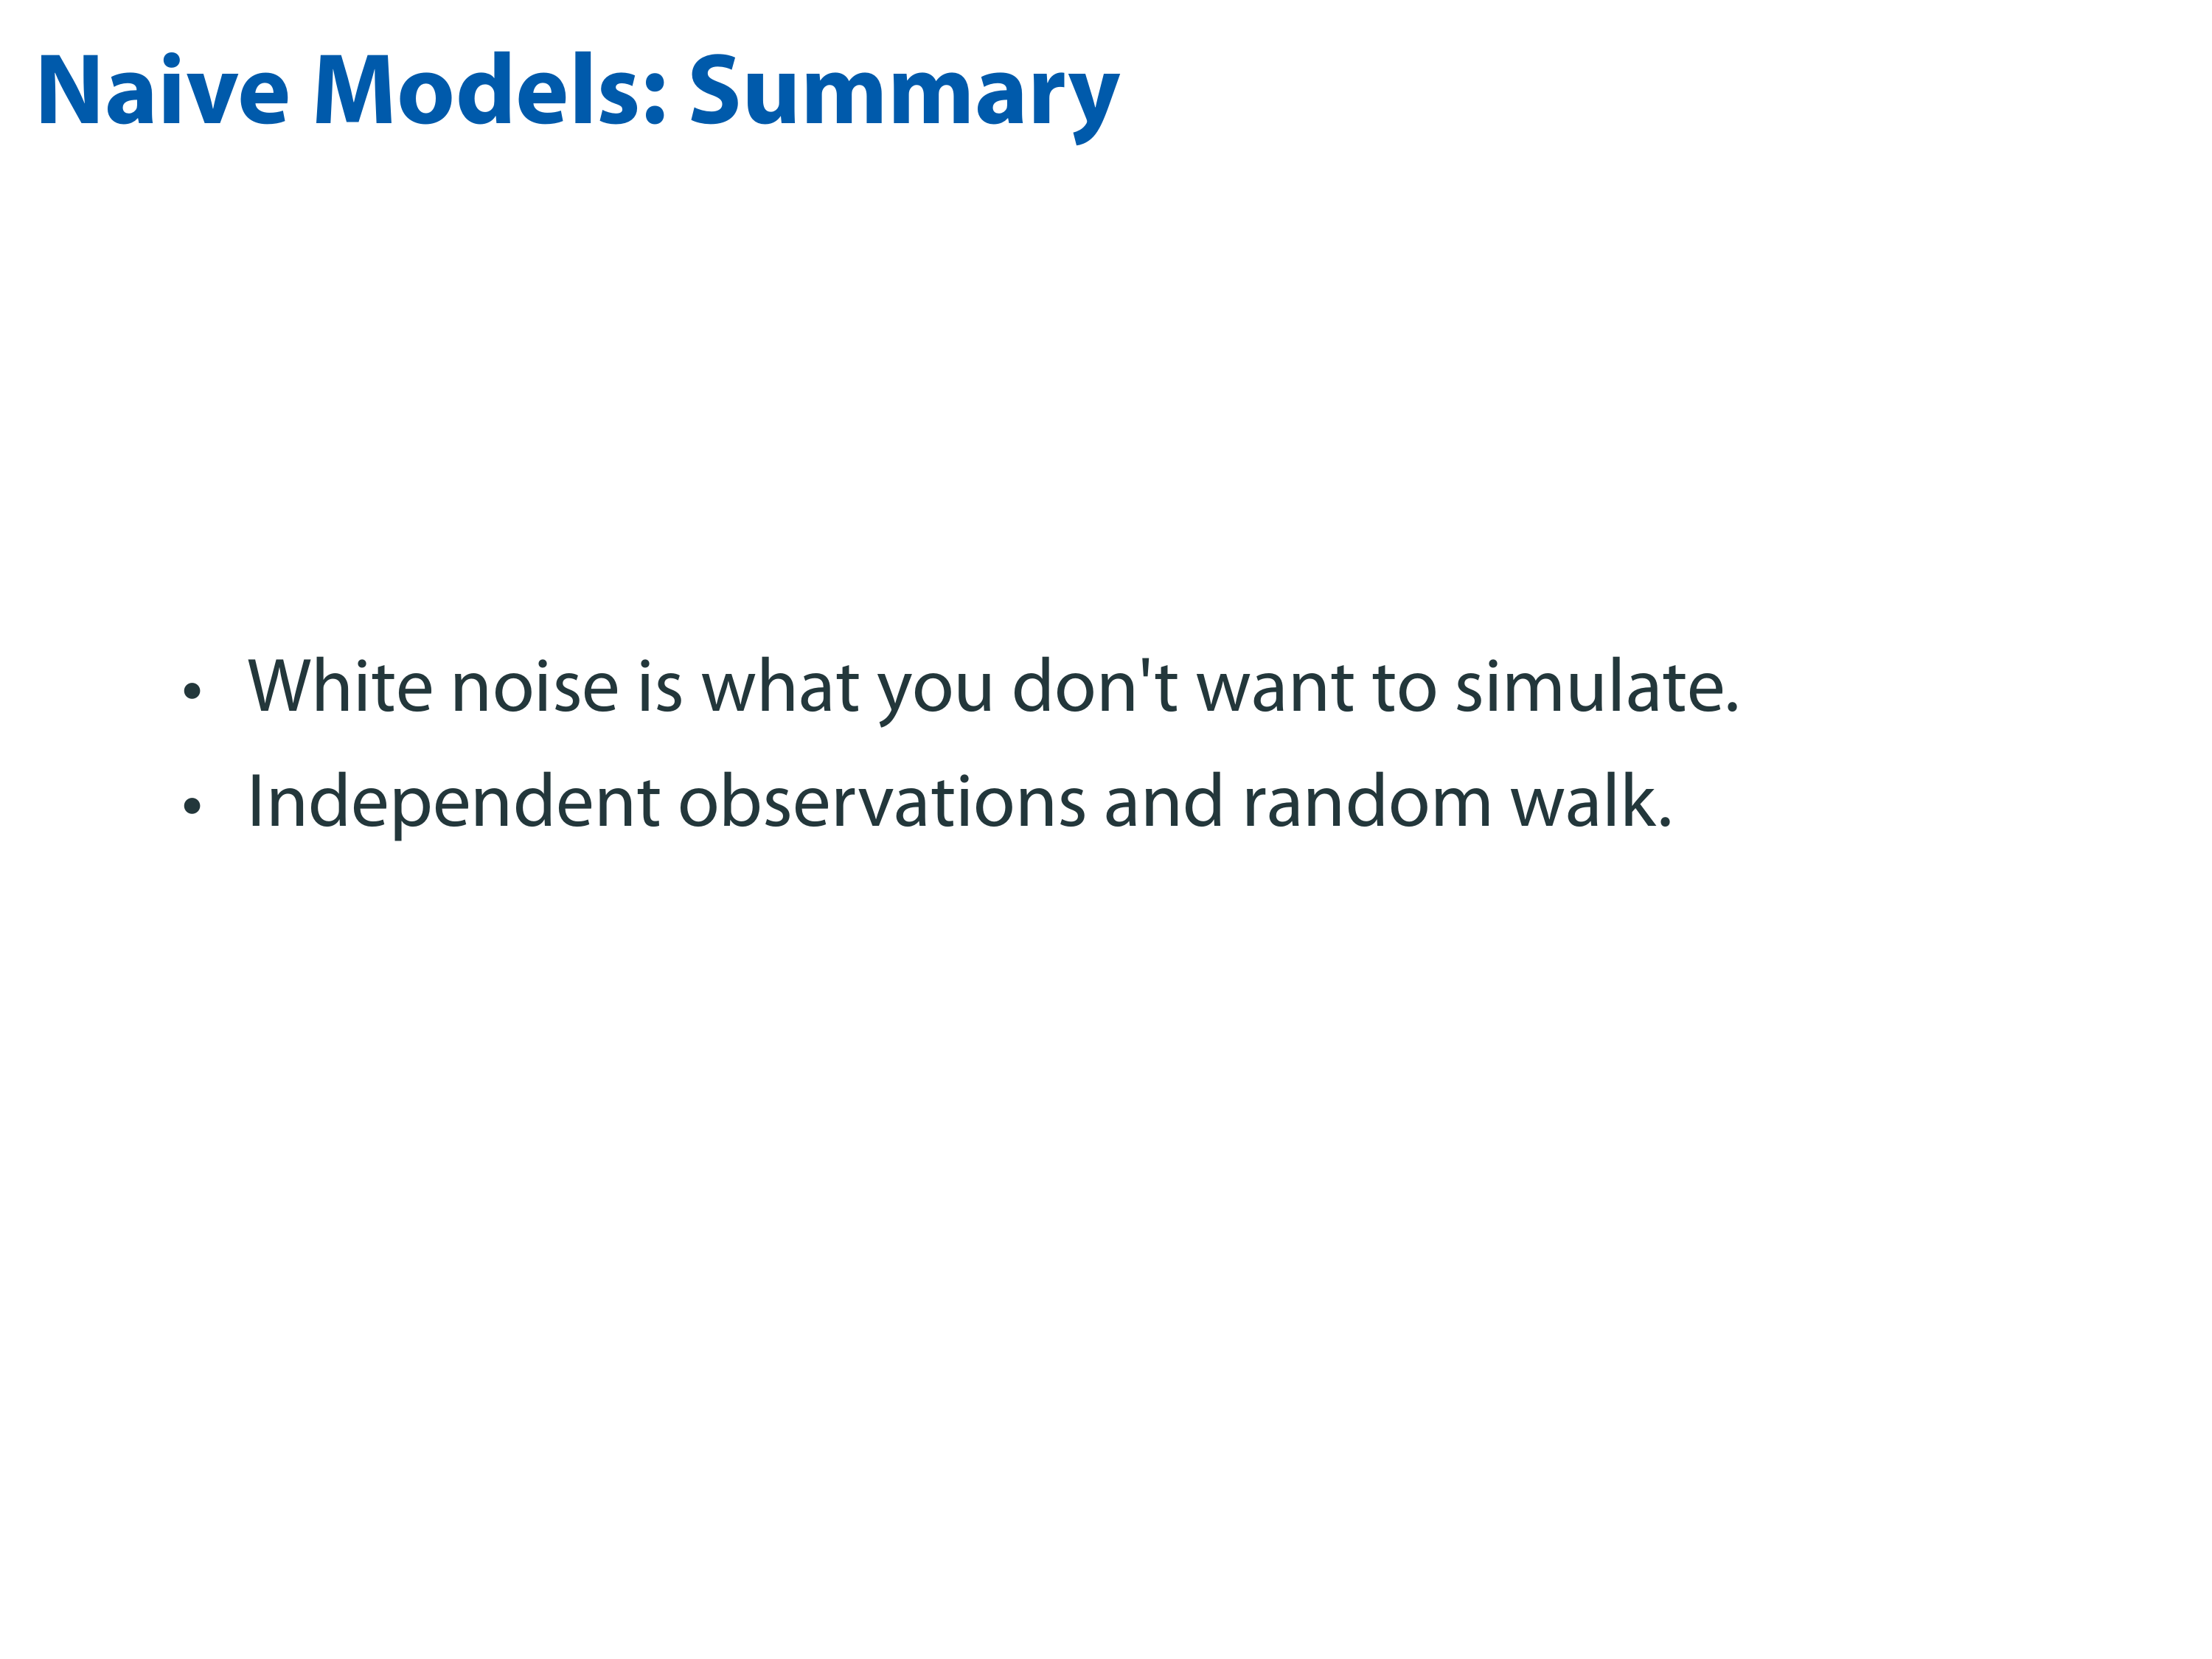 Naive Models: Summary
• White noise is what you don't want to simulate.
• Independent observations and random walk.